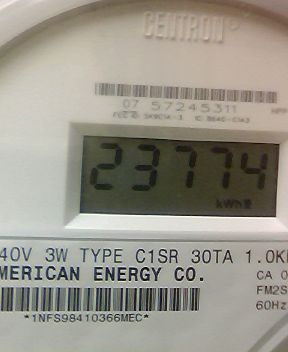 CENTRON®
07 57245311
23774
kWh
40V 3W TYPE C1SR 30TA 1.0K
MERICAN ENERGY CO.
CA 0
FM2S
60Hz
*1NFS98410366MEC*